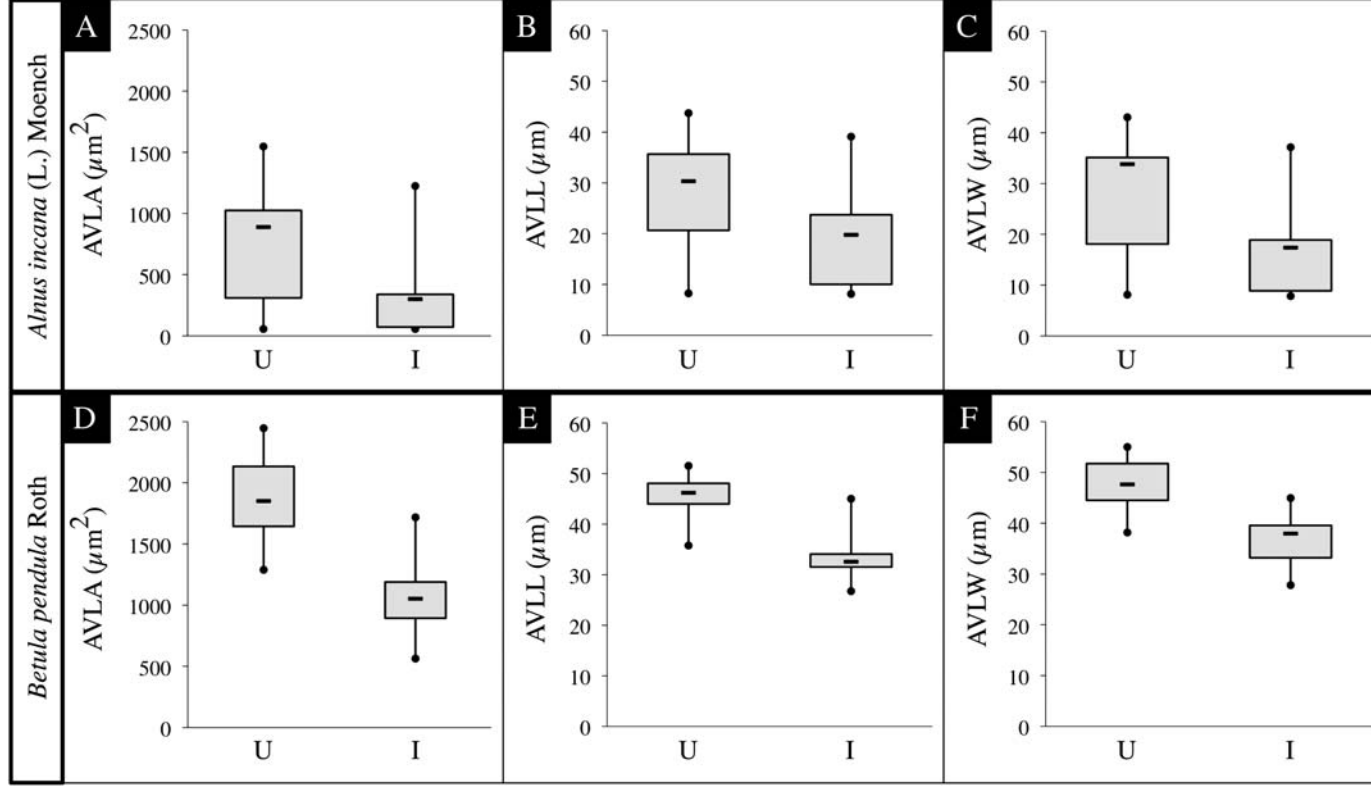 Alnus incana (L.) Moench
A
AVLA (µm²)
2500
2000
1500
1000
500
0
U I
B
AVLL (µm)
60
50
40
30
20
10
0
U I
C
AVLW (µm)
60
50
40
30
20
10
0
U I
Betula pendula Roth
D
AVLA (µm²)
2500
2000
1500
1000
500
0
U I
E
AVLL (µm)
60
50
40
30
20
10
0
U I
F
AVLW (µm)
60
50
40
30
20
10
0
U I